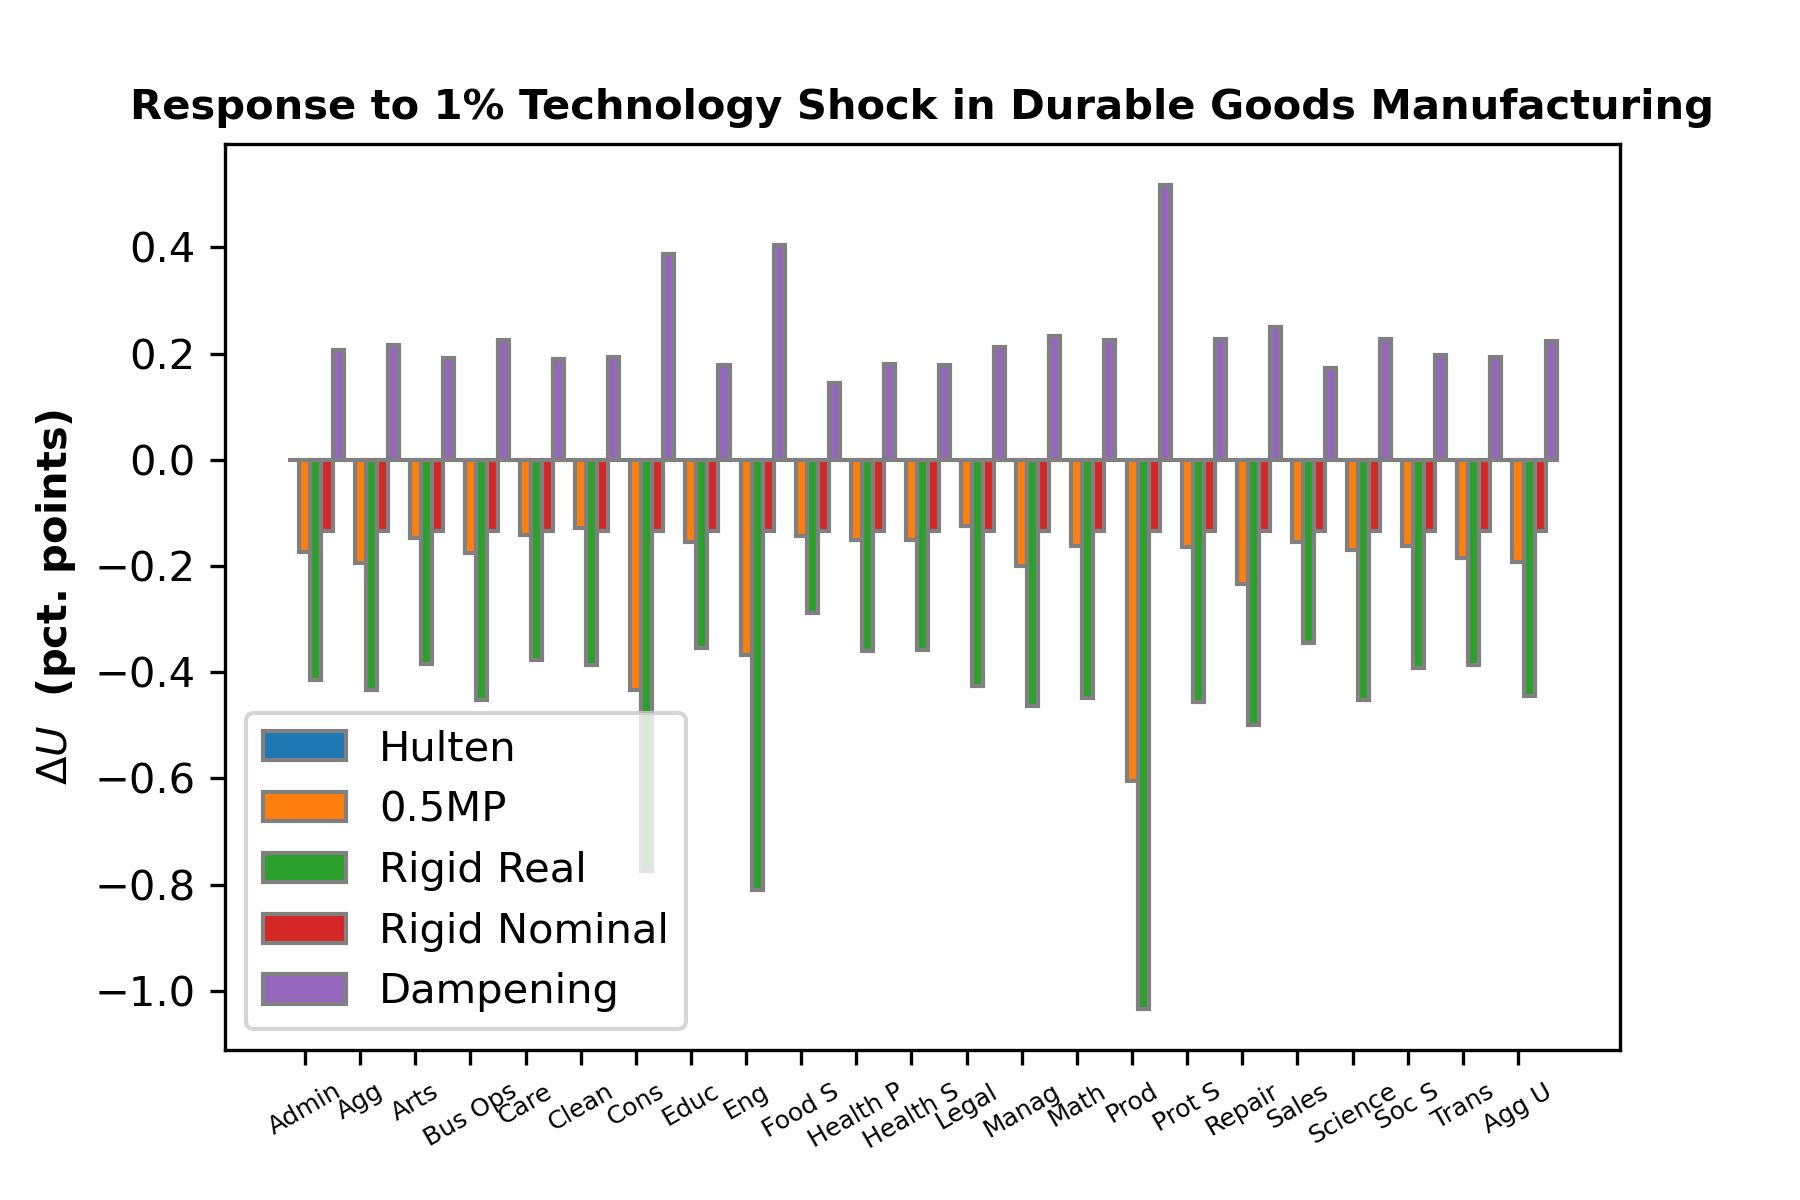 Response to 1% Technology Shock in Durable Goods Manufacturing
ΔU (pct. points)
0.4
0.2
0.0
−0.2
−0.4
−0.6
−0.8
−1.0
Hulten
0.5MP
Rigid Real
Rigid Nominal
Dampening
Admin
Agg
Arts
Bus Ops
Care
Clean
Cons
Educ
Eng
Food S
Health P
Health S
Legal
Manag
Math
Prod
Prot S
Repair
Sales
Science
Soc S
Trans
Agg U